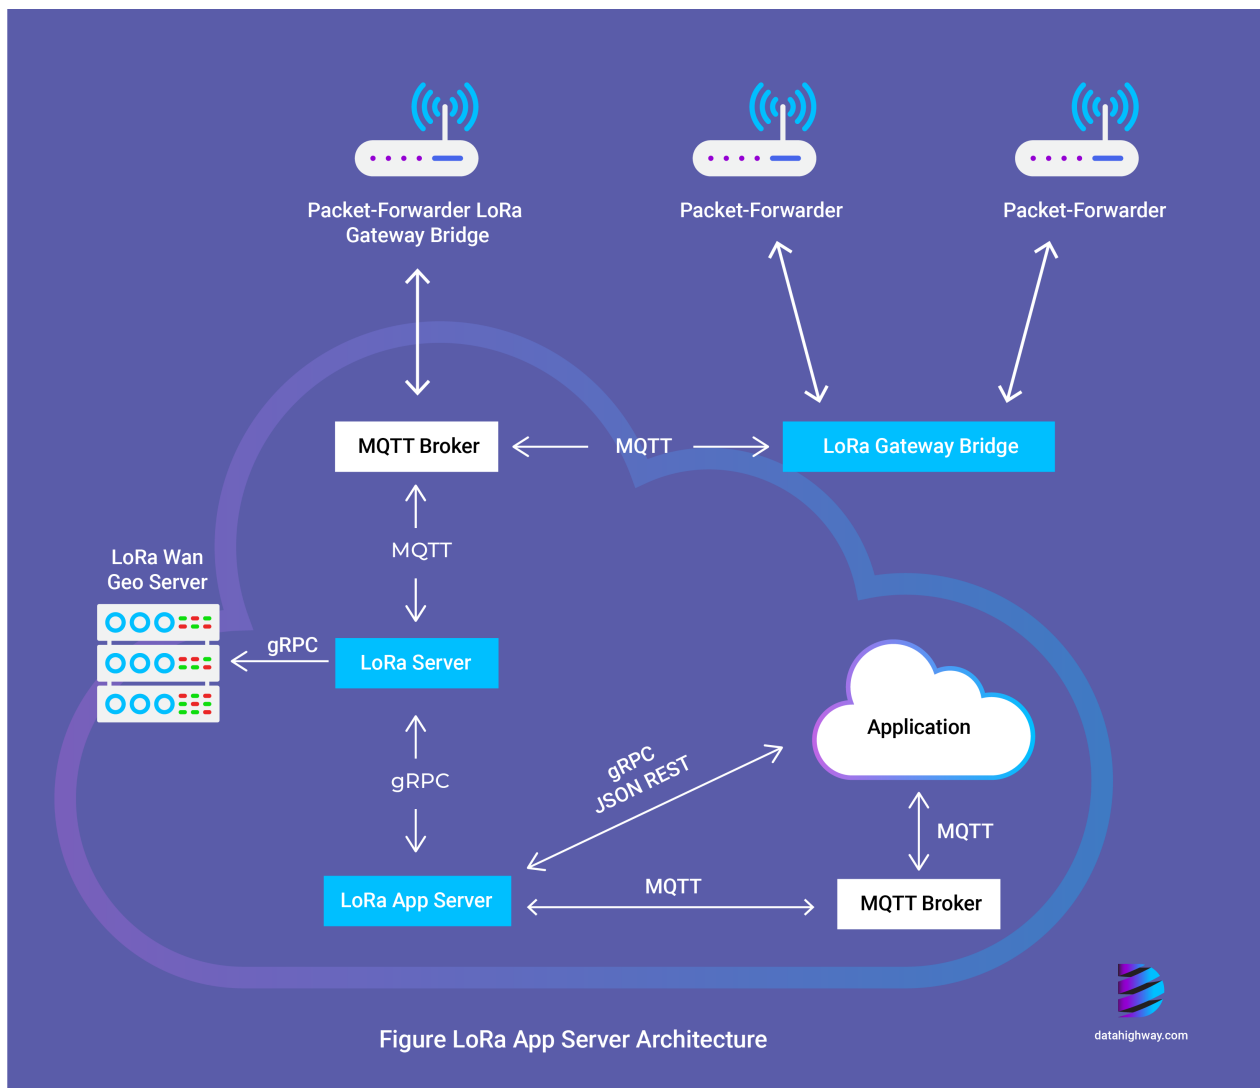 Packet-Forwarder LoRa
Gateway Bridge
Packet-Forwarder
Packet-Forwarder
MQTT Broker
MQTT
LoRa Gateway Bridge
MQTT
LoRa Wan
Geo Server
gRPC
LoRa Server
gRPC
gRPC
JSON REST
Application
MQTT
LoRa App Server
MQTT
MQTT Broker
Figure LoRa App Server Architecture
datahighway.com